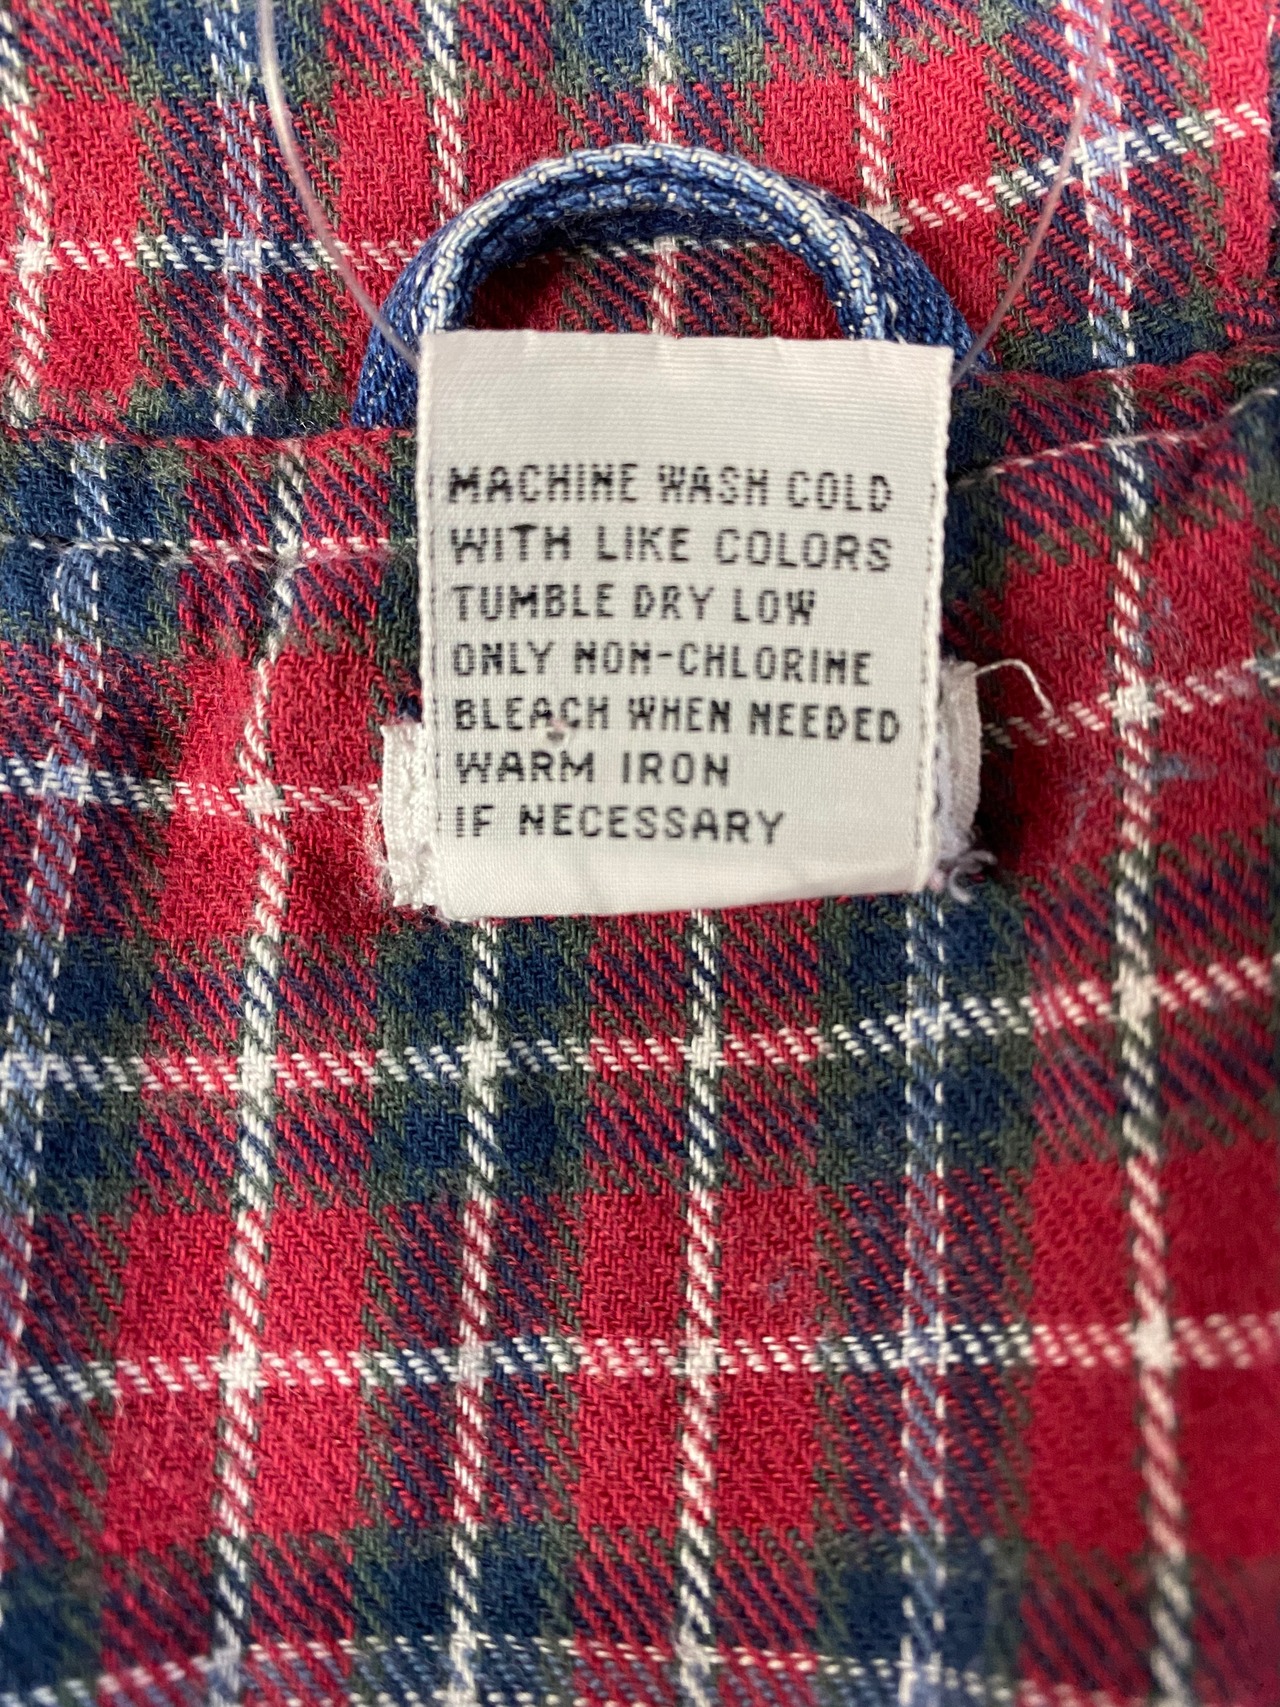 MACHINE WASH COLD
WITH LIKE COLORS
TUMBLE DRY LOW
ONLY NON-CHLORINE
BLEACH WHEN NEEDED
WARM IRON
IF NECESSARY